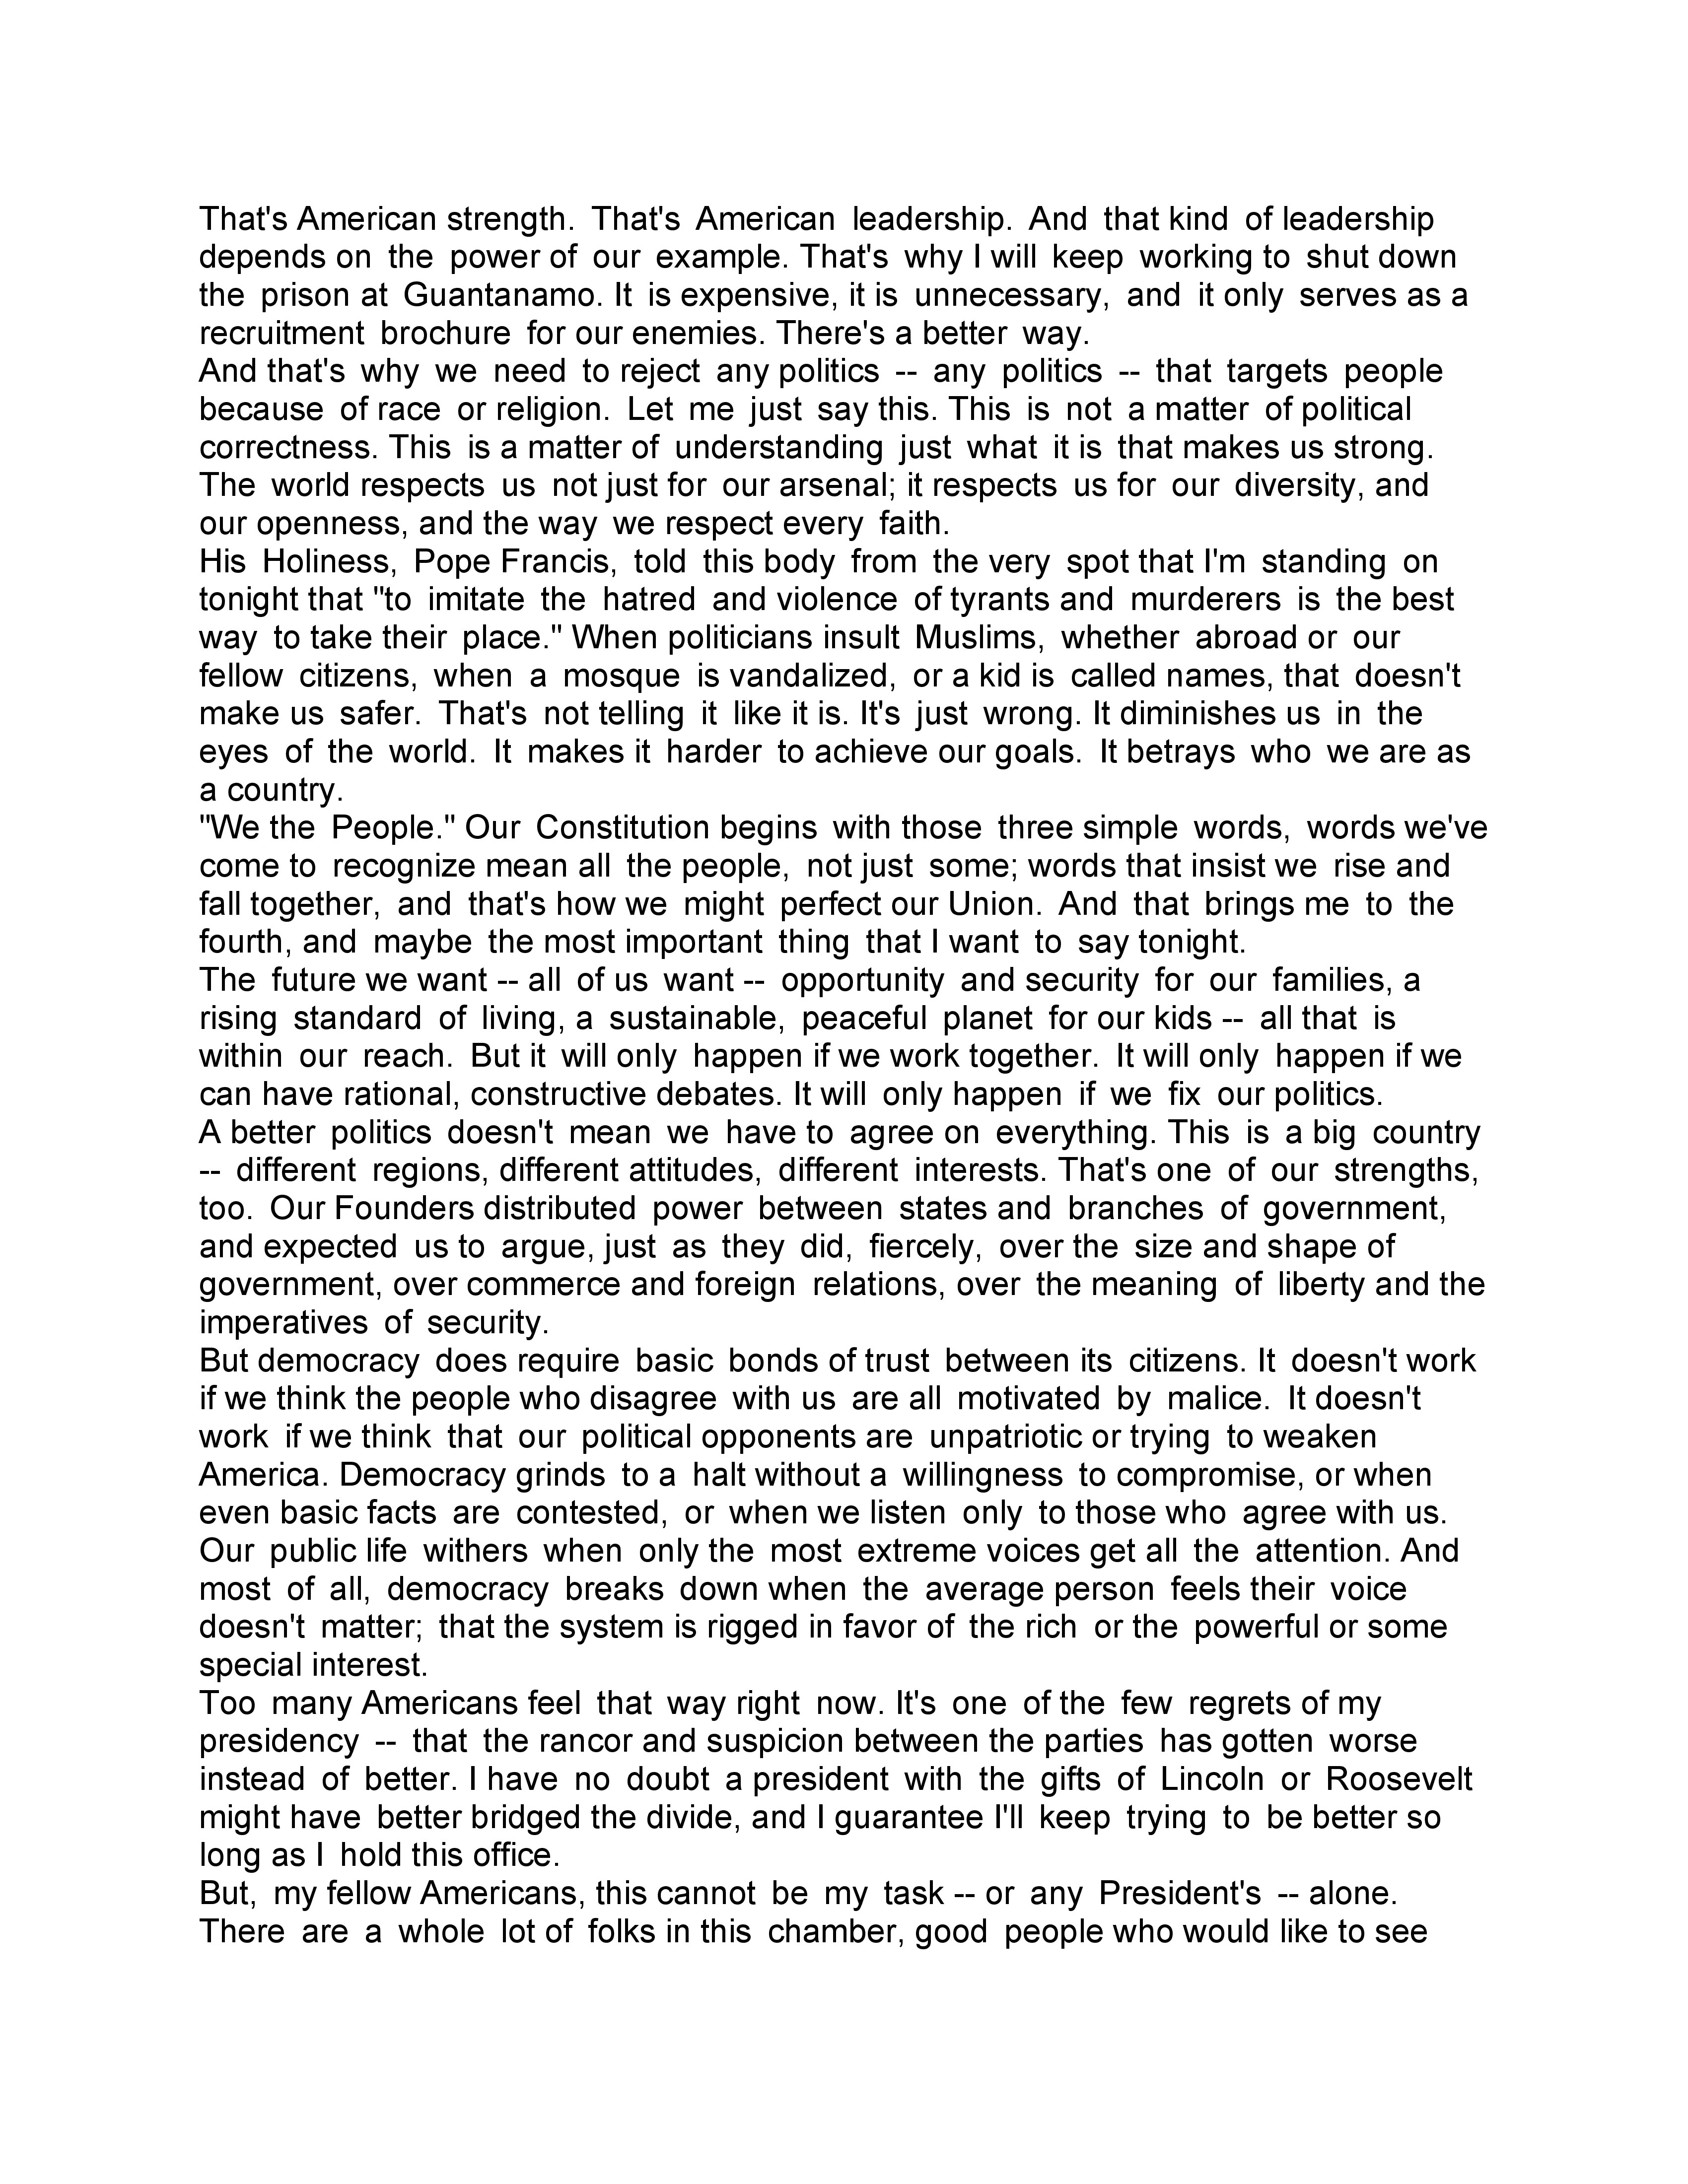 That's American strength. That's American leadership. And that kind of leadership
depends on the power of our example. That's why I will keep working to shut down
the prison at Guantanamo. It is expensive, it is unnecessary, and it only serves as a
recruitment brochure for our enemies. There's a better way.
And that's why we need to reject any politics -- any politics -- that targets people
because of race or religion. Let me just say this. This is not a matter of political
correctness. This is a matter of understanding just what it is that makes us strong.
The world respects us not just for our arsenal; it respects us for our diversity, and
our openness, and the way we respect every faith.
His Holiness, Pope Francis, told this body from the very spot that I'm standing on
tonight that "to imitate the hatred and violence of tyrants and murderers is the best
way to take their place." When politicians insult Muslims, whether abroad or our
fellow citizens, when a mosque is vandalized, or a kid is called names, that doesn't
make us safer. That's not telling it like it is. It's just wrong. It diminishes us in the
eyes of the world. It makes it harder to achieve our goals. It betrays who we are as
a country.
"We the People." Our Constitution begins with those three simple words, words we've
come to recognize mean all the people, not just some; words that insist we rise and
fall together, and that's how we might perfect our Union. And that brings me to the
fourth, and maybe the most important thing that I want to say tonight.
The future we want -- all of us want -- opportunity and security for our families, a
rising standard of living, a sustainable, peaceful planet for our kids -- all that is
within our reach. But it will only happen if we work together. It will only happen if we
can have rational, constructive debates. It will only happen if we fix our politics.
A better politics doesn't mean we have to agree on everything. This is a big country
-- different regions, different attitudes, different interests. That's one of our strengths,
too. Our Founders distributed power between states and branches of government,
and expected us to argue, just as they did, fiercely, over the size and shape of
government, over commerce and foreign relations, over the meaning of liberty and the
imperatives of security.
But democracy does require basic bonds of trust between its citizens. It doesn't work
if we think the people who disagree with us are all motivated by malice. It doesn't
work if we think that our political opponents are unpatriotic or trying to weaken
America. Democracy grinds to a halt without a willingness to compromise, or when
even basic facts are contested, or when we listen only to those who agree with us.
Our public life withers when only the most extreme voices get all the attention. And
most of all, democracy breaks down when the average person feels their voice
doesn't matter; that the system is rigged in favor of the rich or the powerful or some
special interest.
Too many Americans feel that way right now. It's one of the few regrets of my
presidency -- that the rancor and suspicion between the parties has gotten worse
instead of better. I have no doubt a president with the gifts of Lincoln or Roosevelt
might have better bridged the divide, and I guarantee I'll keep trying to be better so
long as I hold this office.
But, my fellow Americans, this cannot be my task -- or any President's -- alone.
There are a whole lot of folks in this chamber, good people who would like to see